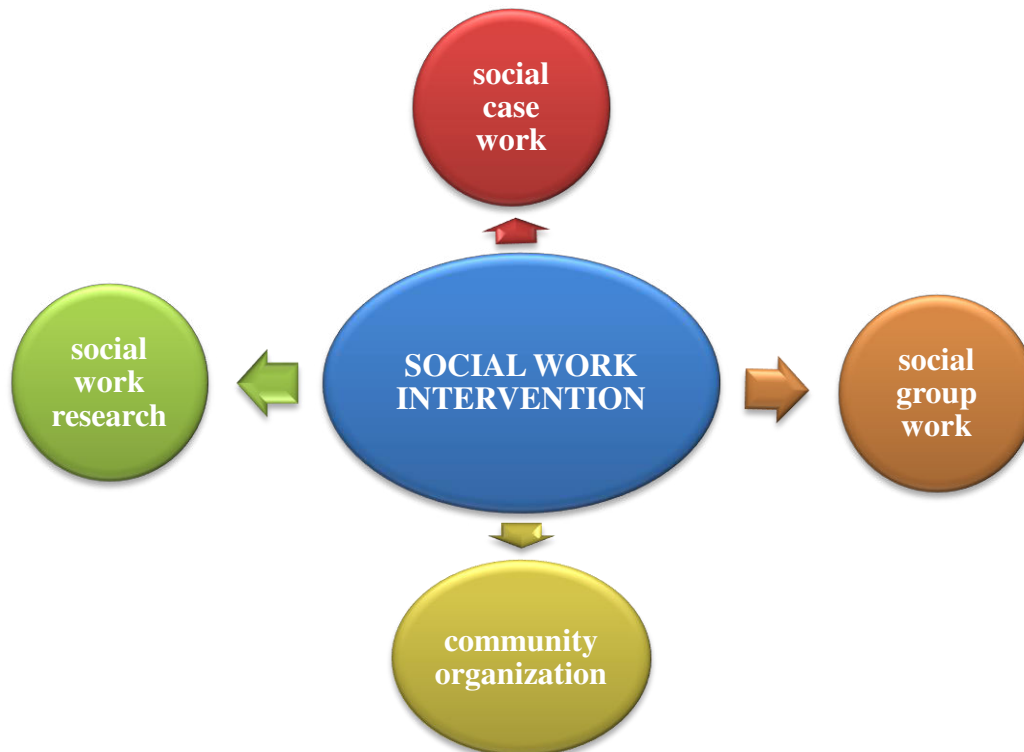 social
case
work
SOCIAL WORK
INTERVENTION
social
work
research
social
group
work
community
organization